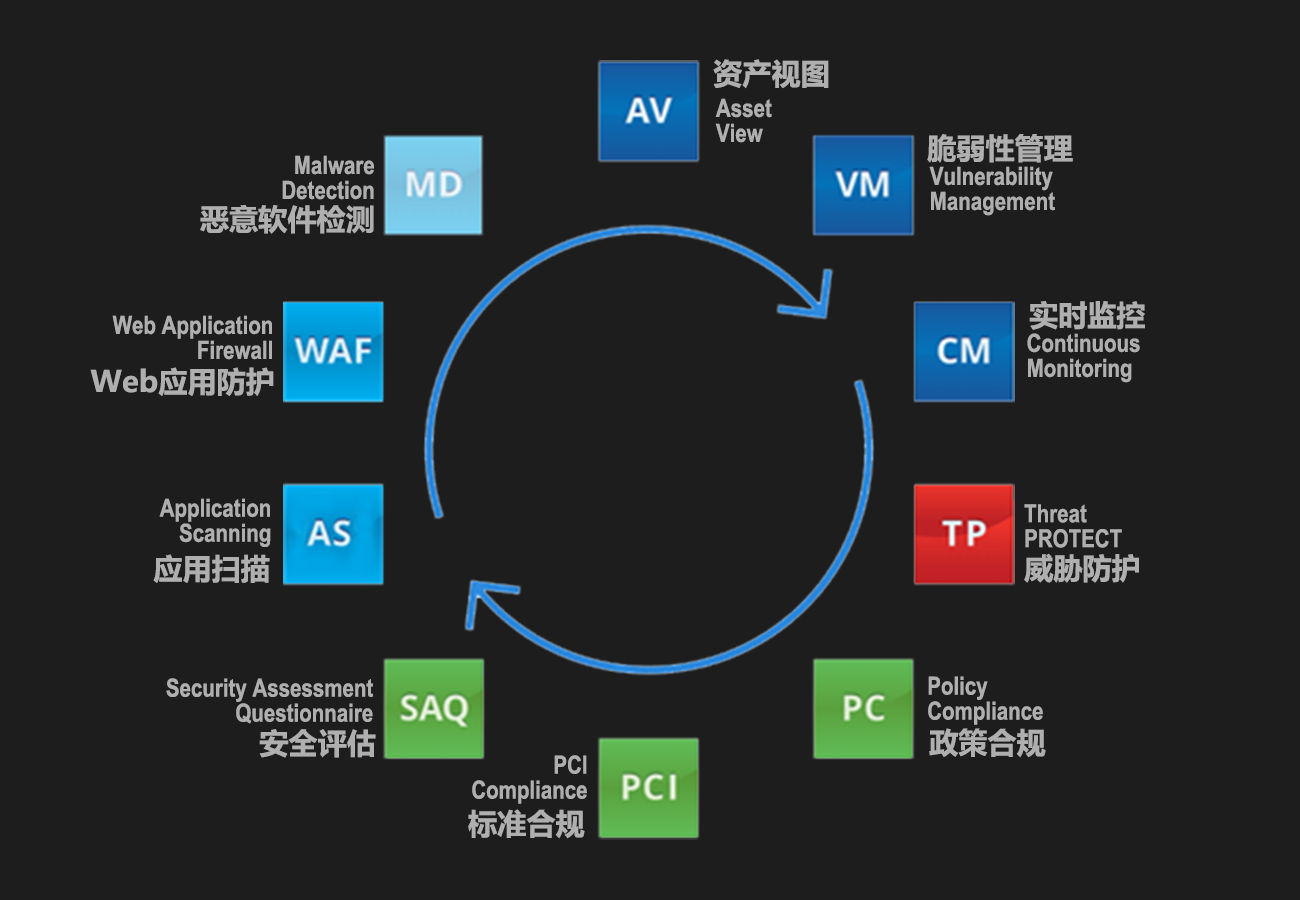 AV
资产视图
Asset
View
VM
脆弱性管理
Vulnerability
Management
CM
实时监控
Continuous
Monitoring
TP
Threat
PROTECT
威胁防护
PC
Policy
Compliance
政策合规
PCI
PCI
Compliance
标准合规
SAQ
Security Assessment
Questionnaire
安全评估
AS
Application
Scanning
应用扫描
WAF
Web Application
Firewall
Web应用防护
MD
Malware
Detection
恶意软件检测